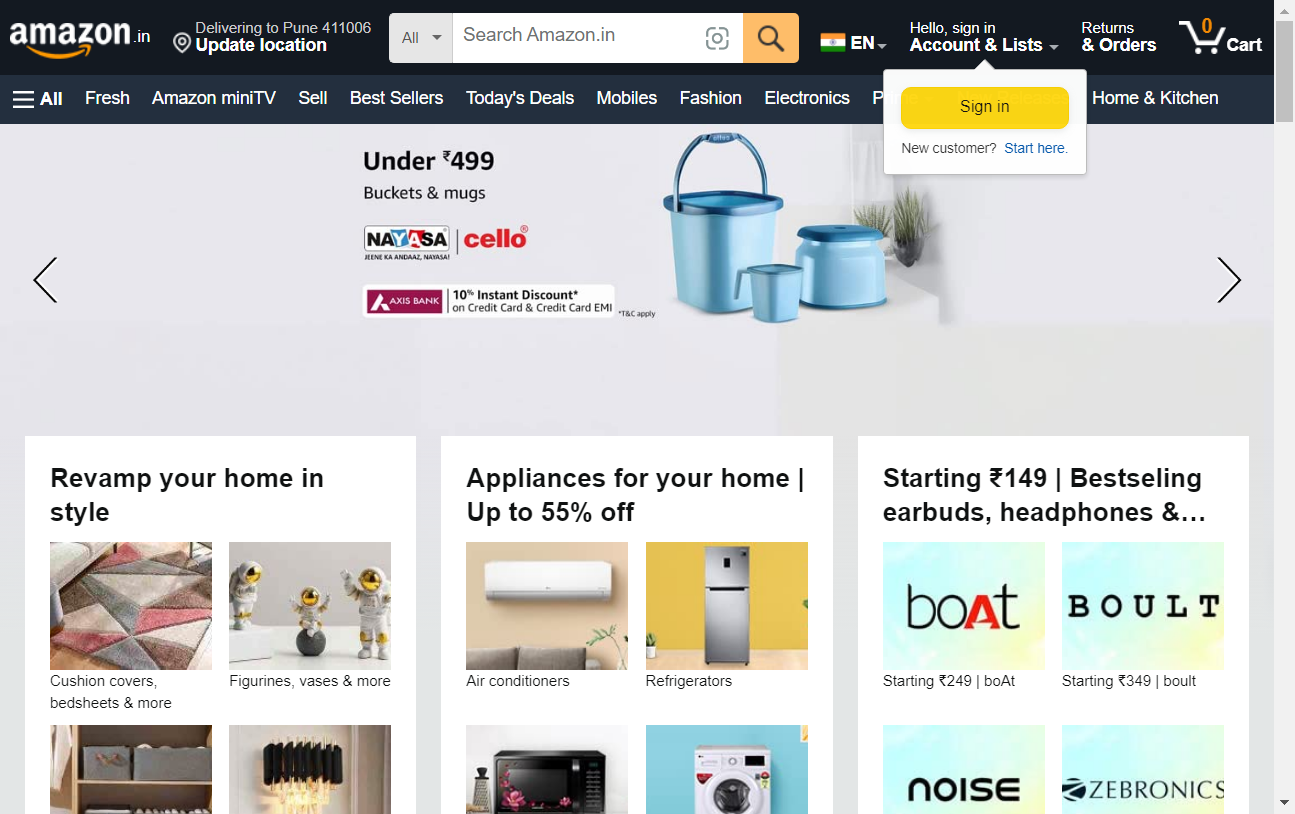 amazon.in
Delivering to Pune 411006
Update location
All
Search Amazon.in
EN
Hello, sign in
Account & Lists
Returns
& Orders
0
Cart
All
Fresh
Amazon miniTV
Sell
Best Sellers
Today's Deals
Mobiles
Fashion
Electronics
Home & Kitchen
Sign in
New customer? Start here.
Under ₹499
Buckets & mugs
NAYASA
JEENE KA ANDAAZ, NAYASA!
cello®
AXIS BANK
10% Instant Discount*
on Credit Card & Credit Card EMI
*T&C apply
Revamp your home in
style
Cushion covers,
bedsheets & more
Figurines, vases & more
Appliances for your home |
Up to 55% off
Air conditioners
Refrigerators
Starting ₹149 | Bestseling
earbuds, headphones &...
boAt
BOULT
Starting ₹249 | boAt
Starting ₹349 | boult
NOISE
ZEBRONICS